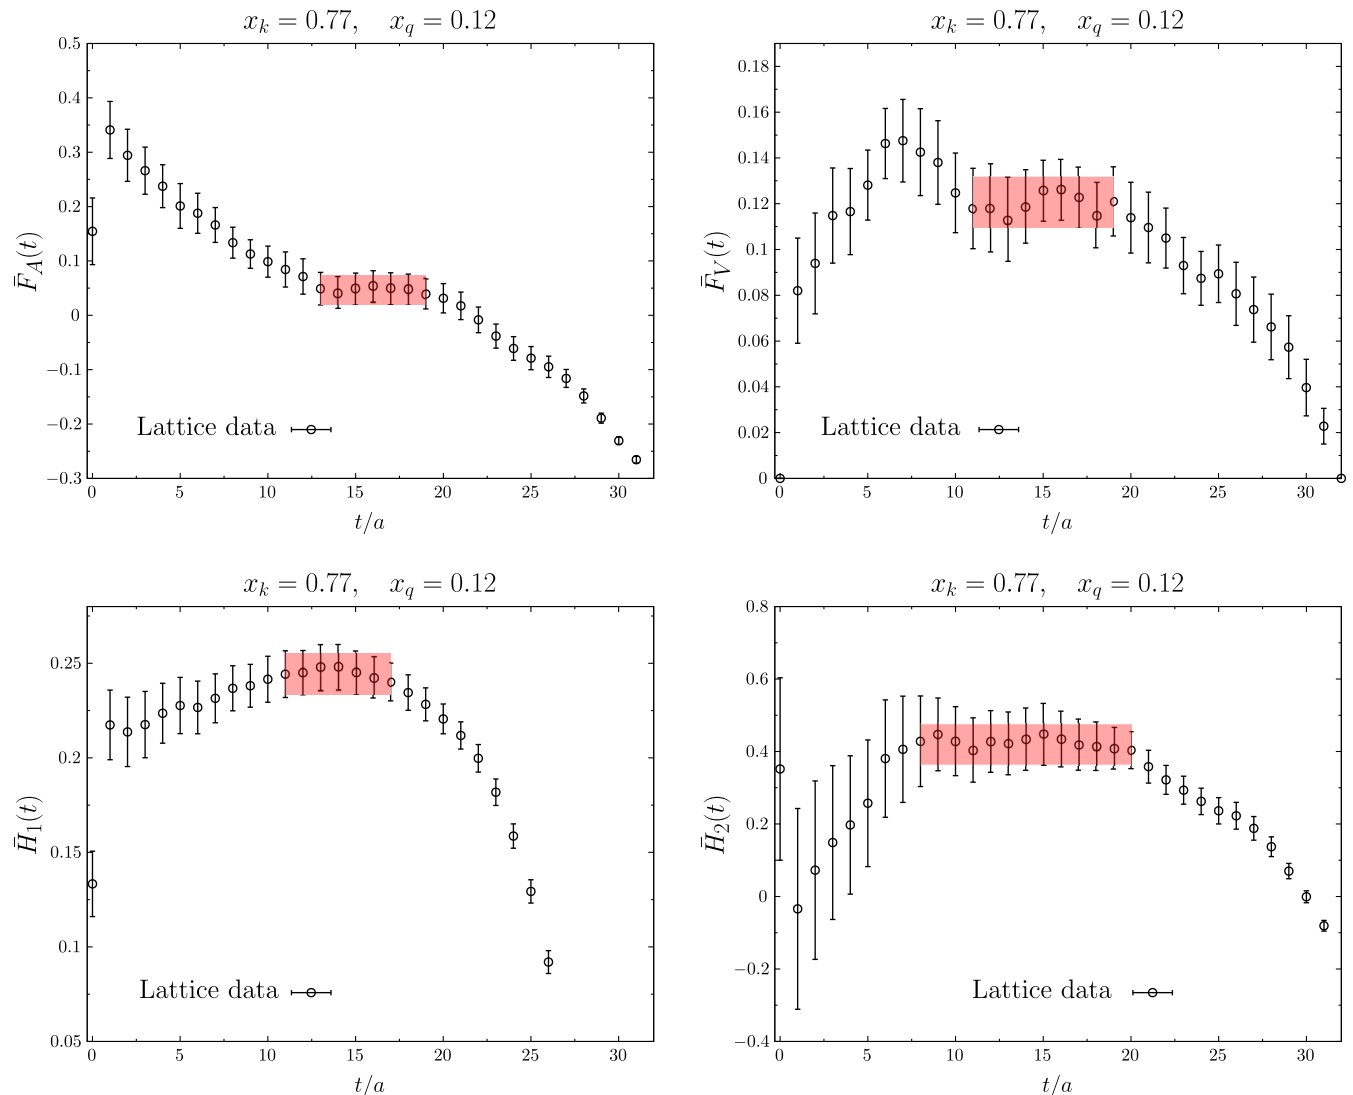 x_k = 0.77, x_q = 0.12
0.5
0.4
0.3
0.2
0.1
0
−0.1
−0.2
−0.3
F̄_A(t)
Lattice data
0 5 10 15 20 25 30
t/a
x_k = 0.77, x_q = 0.12
0.18
0.16
0.14
0.12
0.1
0.08
0.06
0.04
0.02
0
F̄_V(t)
Lattice data
0 5 10 15 20 25 30
t/a
x_k = 0.77, x_q = 0.12
0.25
0.2
0.15
0.1
0.05
H̄_1(t)
Lattice data
0 5 10 15 20 25 30
t/a
x_k = 0.77, x_q = 0.12
0.8
0.6
0.4
0.2
0
−0.2
−0.4
H̄_2(t)
Lattice data
0 5 10 15 20 25 30
t/a